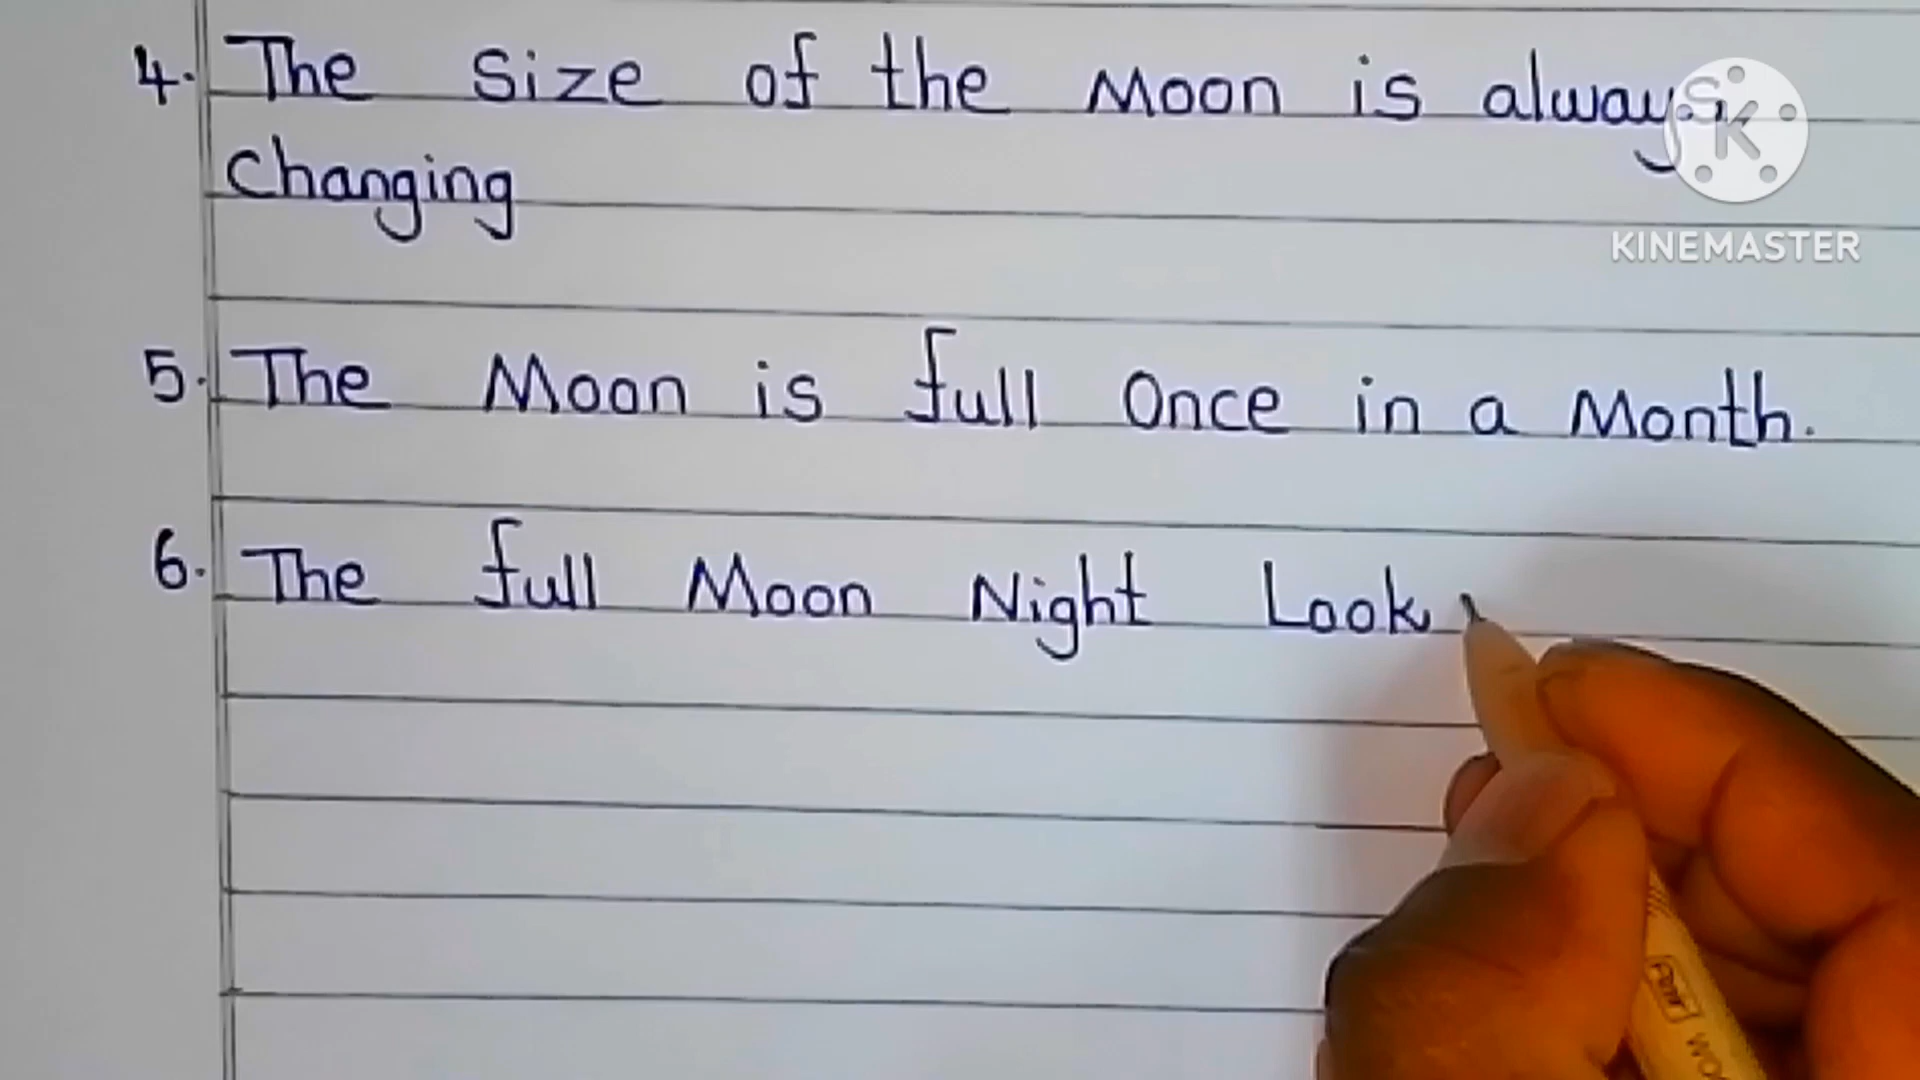 4. The Size of the Moon is always
changing
5. The Moon is full Once in a Month.
6. The full Moon Night Look
K
KINEMASTER